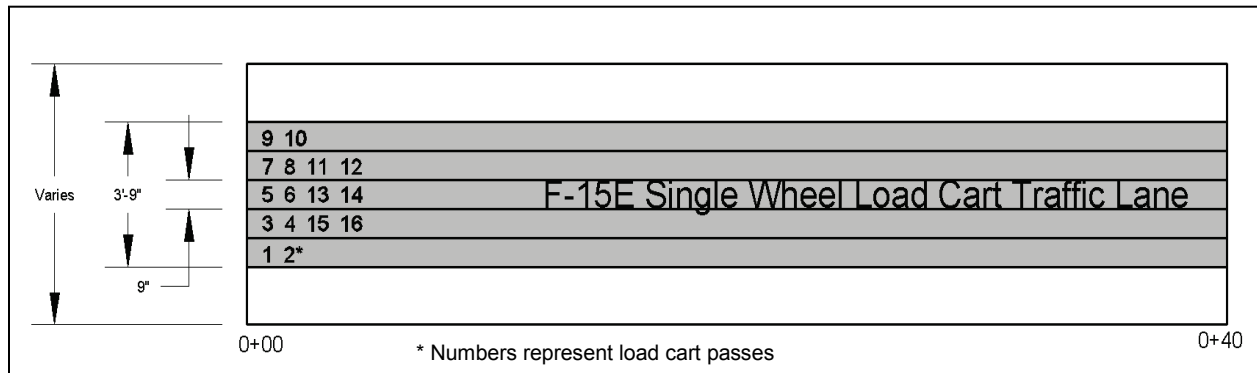 9 10
7 8 11 12
Varies
3'-9"
5 6 13 14
F-15E Single Wheel Load Cart Traffic Lane
3 4 15 16
1 2*
9"
0+00
* Numbers represent load cart passes
0+40